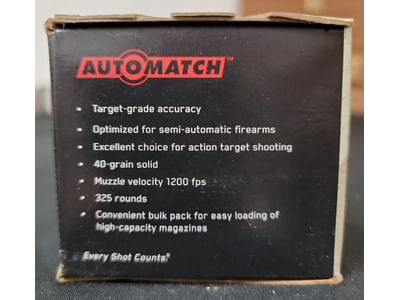 AUTOMATCH™
• Target-grade accuracy
• Optimized for semi-automatic firearms
• Excellent choice for action target shooting
• 40-grain solid
• Muzzle velocity 1200 fps
• 325 rounds
• Convenient bulk pack for easy loading of
high-capacity magazines
Every Shot Counts.®